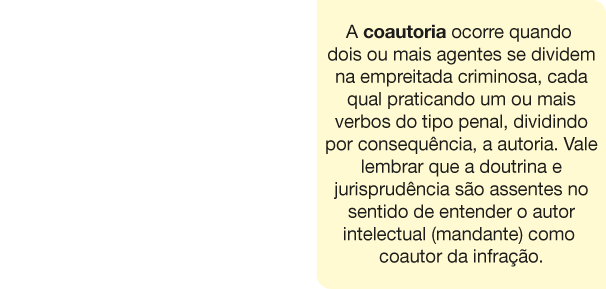 A coautoria ocorre quando
dois ou mais agentes se dividem
na empreitada criminosa, cada
qual praticando um ou mais
verbos do tipo penal, dividindo
por consequência, a autoria. Vale
lembrar que a doutrina e
jurisprudência são assentes no
sentido de entender o autor
intelectual (mandante) como
coautor da infração.